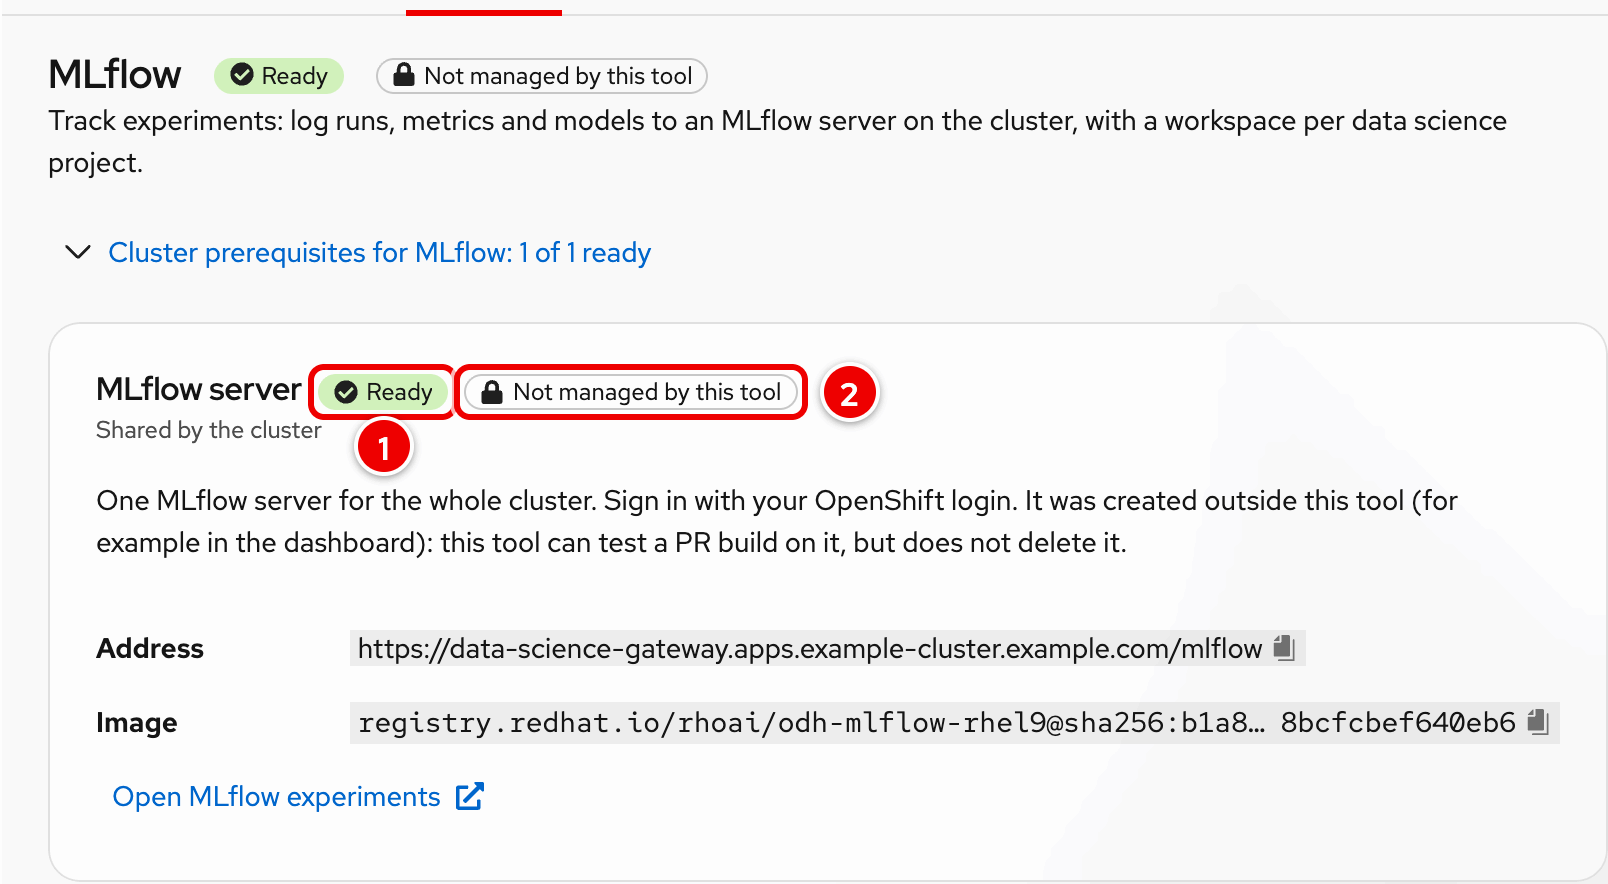 MLflow Ready Not managed by this tool
Track experiments: log runs, metrics and models to an MLflow server on the cluster, with a workspace per data science
project.
Cluster prerequisites for MLflow: 1 of 1 ready
MLflow server Ready Not managed by this tool 2
Shared by the cluster
1
One MLflow server for the whole cluster. Sign in with your OpenShift login. It was created outside this tool (for
example in the dashboard): this tool can test a PR build on it, but does not delete it.
Address https://data-science-gateway.apps.example-cluster.example.com/mlflow
Image registry.redhat.io/rhoai/odh-mlflow-rhel9@sha256:b1a8… 8bcfcbef640eb6
Open MLflow experiments